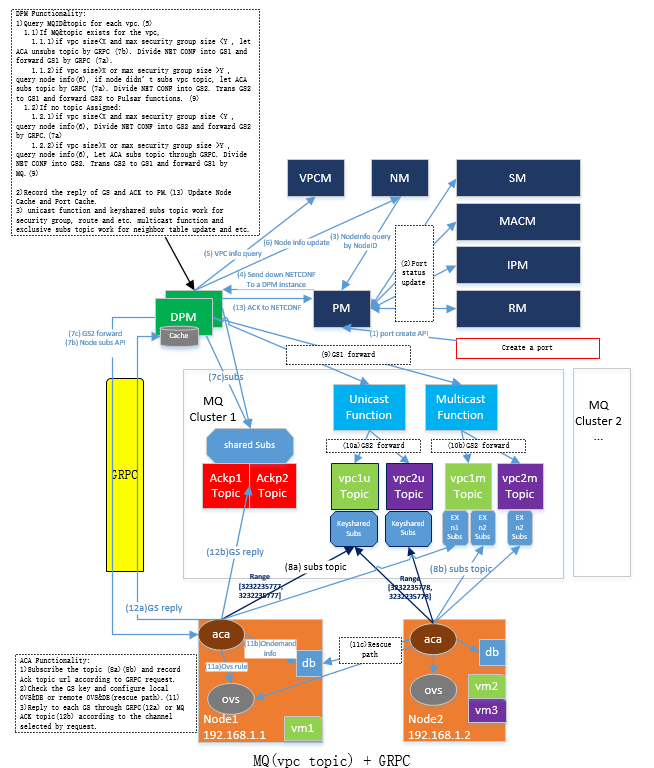 DPM Functionality:
1)Query MQID&topic for each vpc.(5)
1.1)If MQ&topic exists for the vpc,
1.1.1)if vpc size<X and max security group size <Y , let
ACA unsubs topic by GRPC (7b). Divide NET CONF into GS1 and
forward GS1 by GRPC (7a).
1.1.2)if vpc size>X or max security group size >Y ,
query node info(6), if node didn't subs vpc topic, let ACA
subs topic by GRPC (7a). Divide NET CONF into GS2. Trans GS2
to GS1 and forward GS2 to Pulsar functions. (9)
1.2)If no topic Assigned:
1.2.1)if vpc size<X and max security group size <Y,
query node info(6), Divide NET CONF into GS2 and forward GS2
by GRPC.(7a)
1.2.2)if vpc size>X or max security group size >Y,
query node info(6), Let ACA subs topic through GRPC. Divide
NET CONF into GS2. Trans GS2 to GS1 and forward GS1 by
MQ.(9)
2)Record the reply of GS and ACK to PM.(13) Update Node
Cache and Port Cache.
3) unicast function and keyshared subs topic work for
security group, route and etc. multicast function and
exclusive subs topic work for neighbor table update and etc.
VPCM
NM
SM
MACM
IPM
RM
(5) VPC info query
(6) Node info update
(3) NodeInfo query
by NodeID
(2)Port
status
update
(4) Send down NETCONF
To a DPM instance
(13) ACK to NETCONF
PM
DPM
Cache
(1) port create API
Create a port
(7c) GS2 forward
(7b) Node subs API
(9)GS1 forward
(7c)subs
MQ
Cluster 1
Unicast
Function
Multicast
Function
MQ
Cluster 2
...
shared Subs
(10a)GS2 forward
(10b)GS2 forward
Ackp1
Topic
Ackp2
Topic
vpc1u
Topic
vpc2u
Topic
vpc1m
Topic
vpc2m
Topic
GRPC
Keyshared
Subs
Keyshared
Subs
EX
n1
Subs
EX
n2
Subs
EX
n2
Subs
(12b)GS reply
(8a) subs topic
(8b) subs topic
Range
[3232235777,
3232235777]
Range
[3232235778,
3232235778]
(12a)GS reply
aca
(11b)Ondemand
info
(11c)Rescue
path
aca
db
db
(11a)Ovs rule
ovs
ovs
vm2
vm3
vm1
Node1
192.168.1.1
Node2
192.168.1.2
ACA Functionality:
1)Subscribe the topic (8a)(8b) and record
Ack topic url according to GRPC request.
2)Check the GS key and configure local
OVS&DB or remote OVS&DB(rescue path).(11)
3)Reply to each GS through GRPC(12a) or MQ
ACK topic(12b) according to the channel
selected by request.
MQ(vpc topic) + GRPC